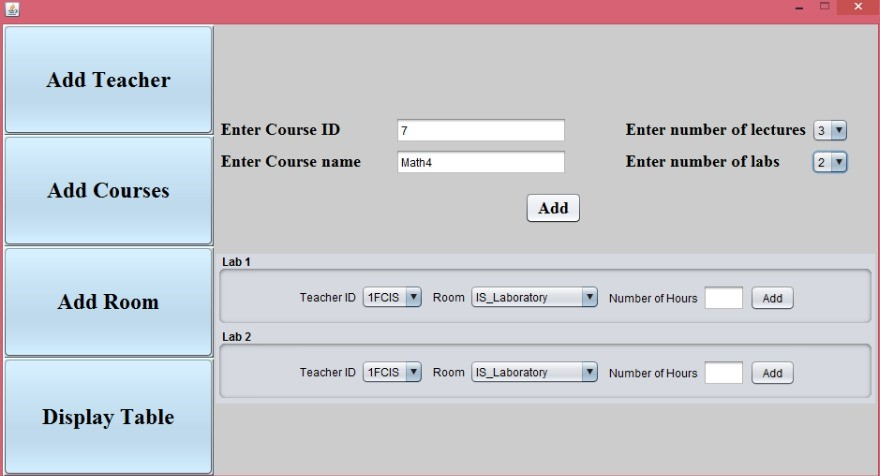 Add Teacher
Add Courses
Add Room
Display Table
Enter Course ID 7 Enter number of lectures 3
Enter Course name Math4 Enter number of labs 2
Add
Lab 1
Teacher ID 1FCIS Room IS_Laboratory Number of Hours Add
Lab 2
Teacher ID 1FCIS Room IS_Laboratory Number of Hours Add